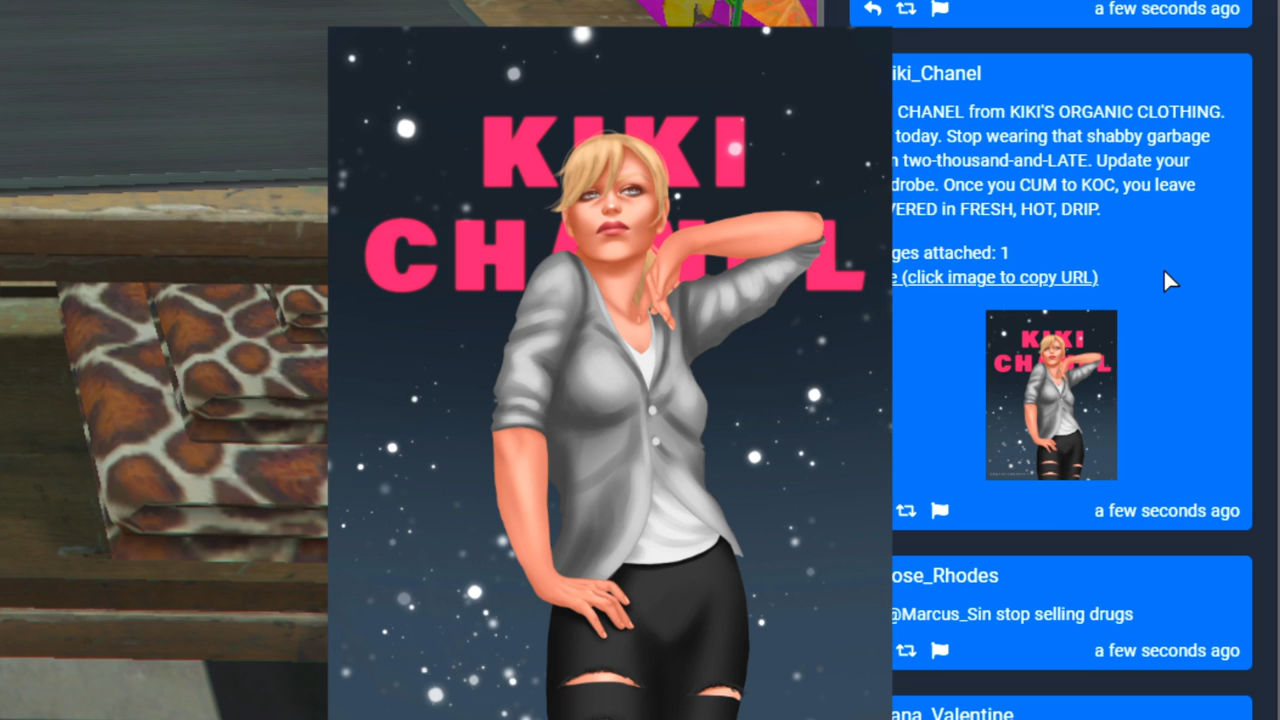 a few seconds ago
KIKI
CHANEL
iki_Chanel
CHANEL from KIKI'S ORGANIC CLOTHING.
today. Stop wearing that shabby garbage
two-thousand-and-LATE. Update your
drobe. Once you CUM to KOC, you leave
VERED in FRESH, HOT, DRIP.
ges attached: 1
e (click image to copy URL)
KIKI
CHANEL
a few seconds ago
ose_Rhodes
@Marcus_Sin stop selling drugs
a few seconds ago
ana_Valentine